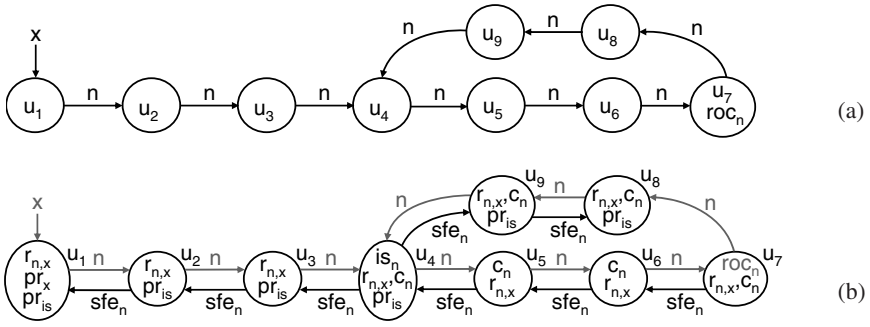 x
n
u9
n
u8
n
u1
n
u2
n
u3
n
u4
n
u5
n
u6
n
u7
rocn
(a)
x
n
rn,x,cn
pris
u9
n
rn,x,cn
pris
u8
n
sfen
sfen
rn,x
prx
pris
u1
n
rn,x
pris
u2
n
rn,x
pris
u3
n
isn
rn,x,cn
pris
u4
n
cn
rn,x
u5
n
cn
rn,x
u6
n
rocn
rn,x,cn
u7
sfen
sfen
sfen
sfen
sfen
sfen
(b)